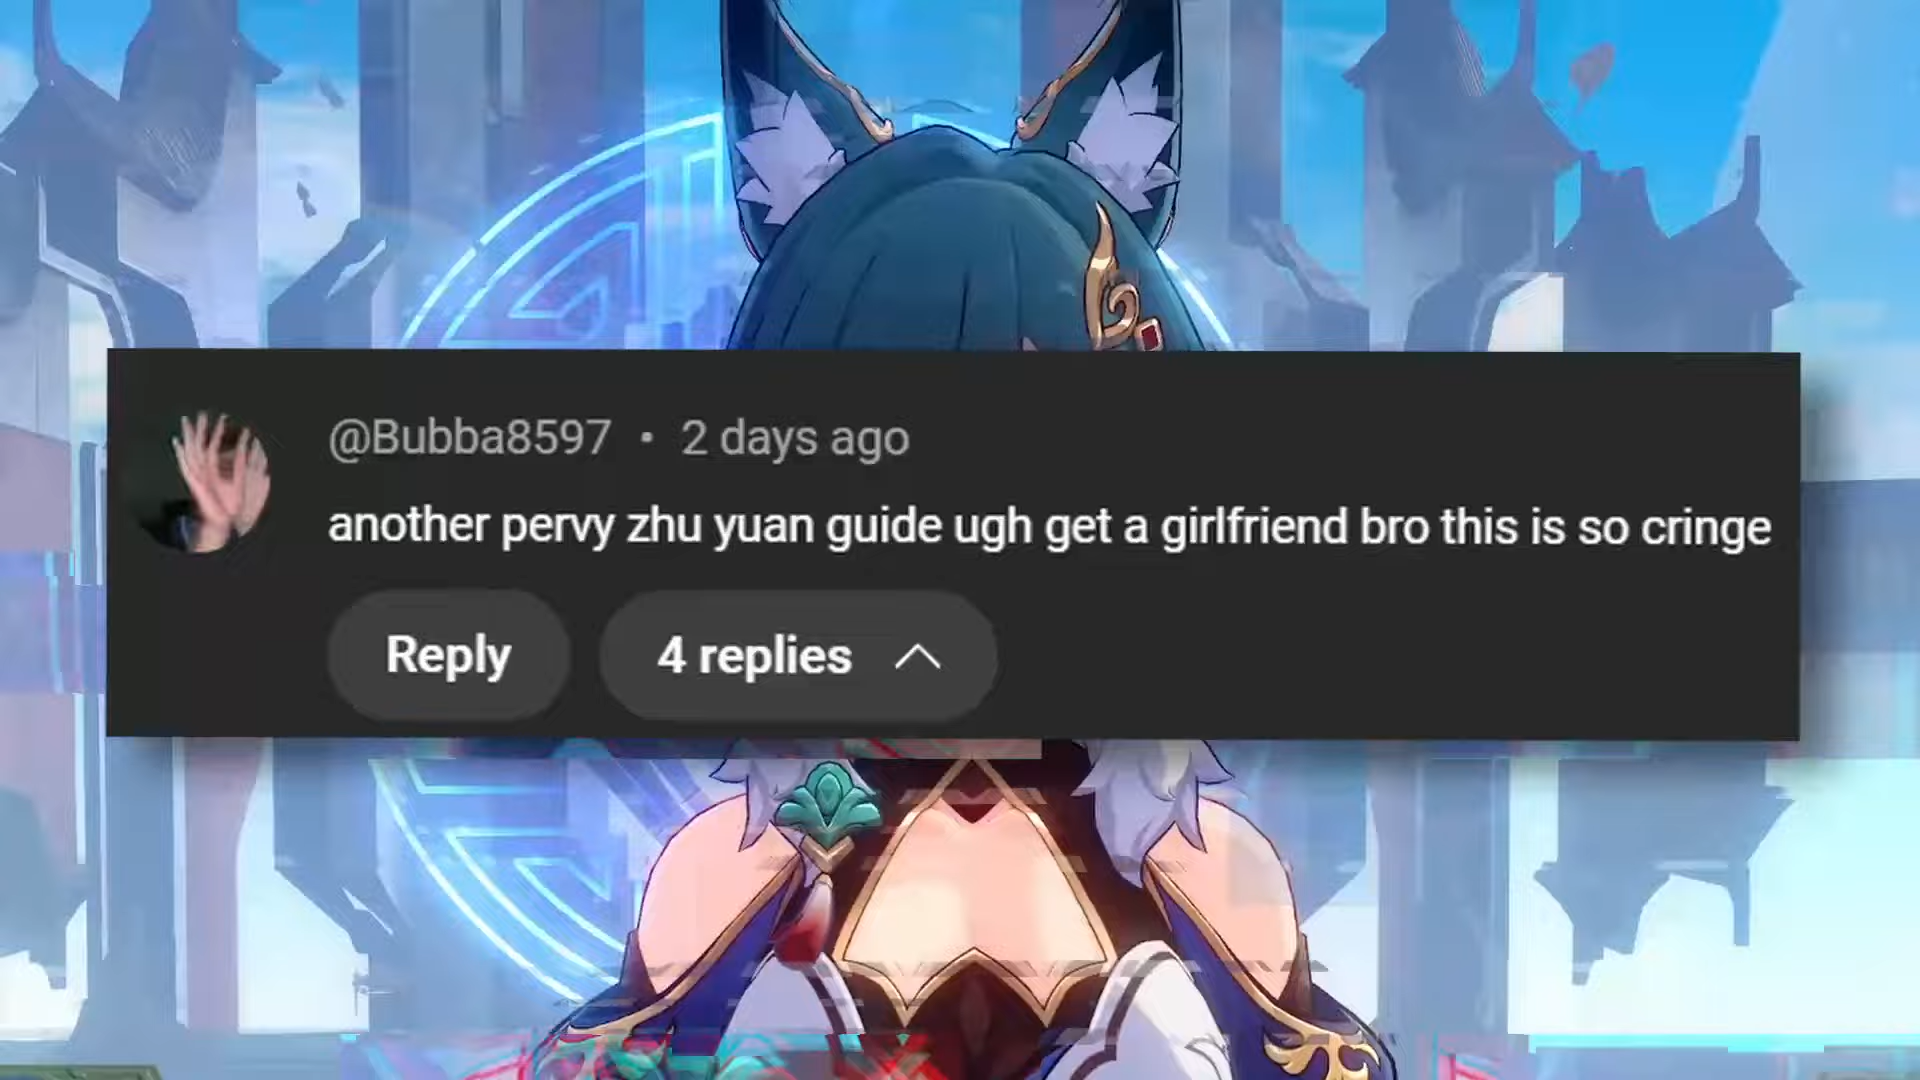 @Bubba8597 • 2 days ago
another pervy zhu yuan guide ugh get a girlfriend bro this is so cringe
Reply 4 replies